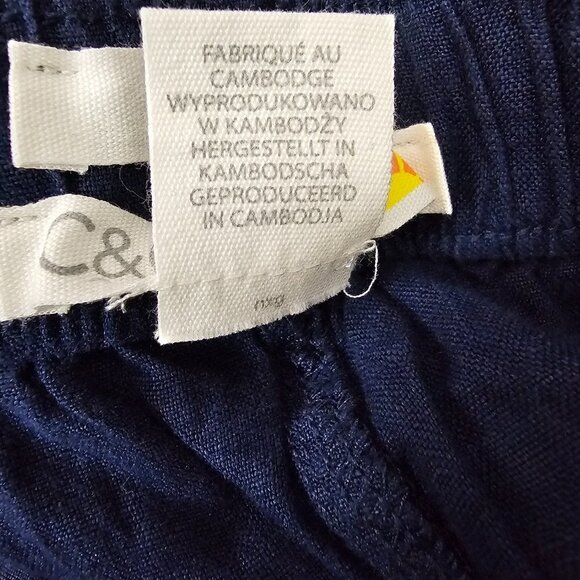 FABRIQUÉ AU
CAMBODGE
WYPRODUKOWANO
W KAMBODŻY
HERGESTELLT IN
KAMBODSCHA
GEPRODUCEERD
IN CAMBODJA
C&